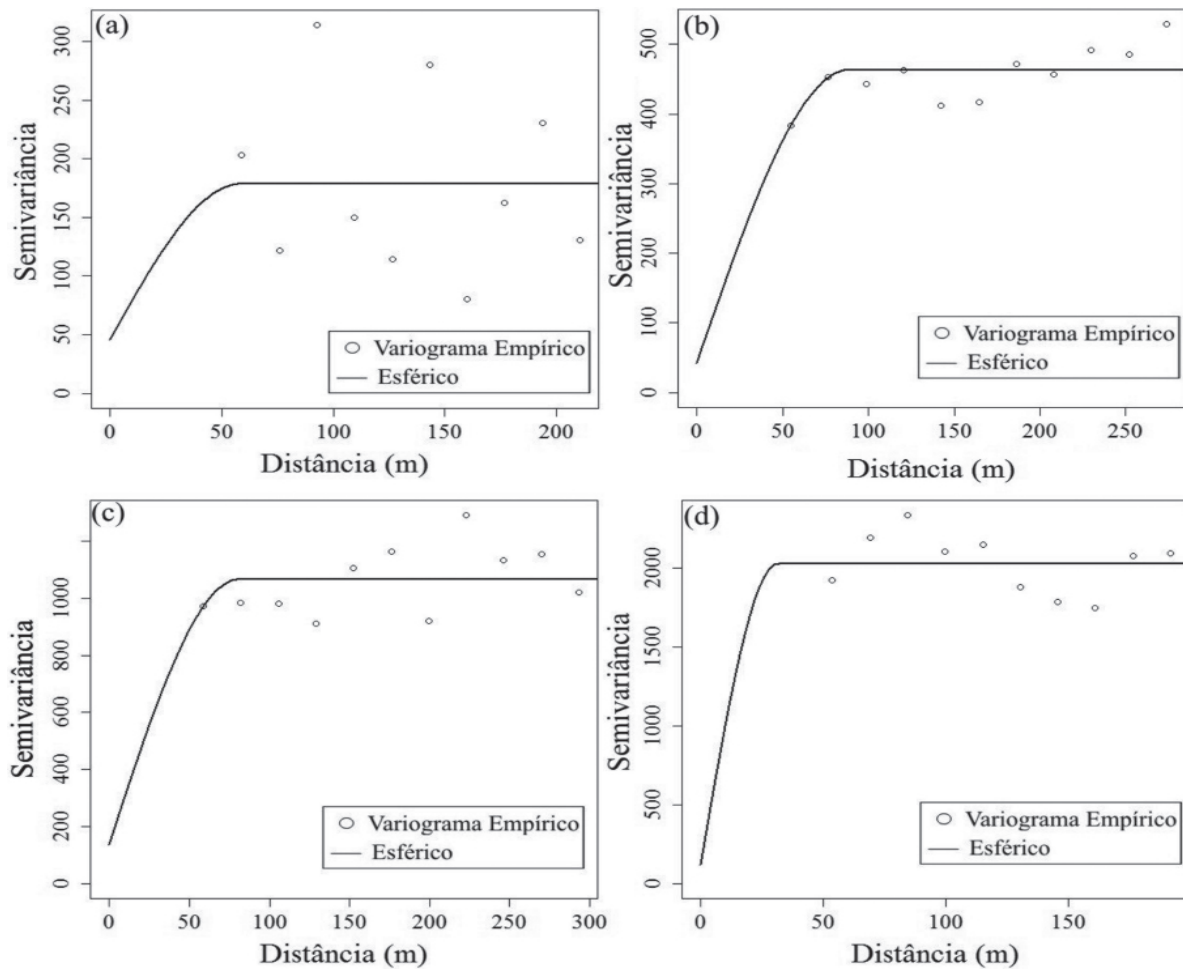 (a)
Semivariância
300
250
200
150
100
50
0
Variograma Empírico
Esférico
0 50 100 150 200
Distância (m)
(b)
Semivariância
500
400
300
200
100
0
Variograma Empírico
Esférico
0 50 100 150 200 250
Distância (m)
(c)
Semivariância
1000
800
600
400
200
0
Variograma Empírico
Esférico
0 50 100 150 200 250 300
Distância (m)
(d)
Semivariância
2000
1500
1000
500
0
Variograma Empírico
Esférico
0 50 100 150
Distância (m)